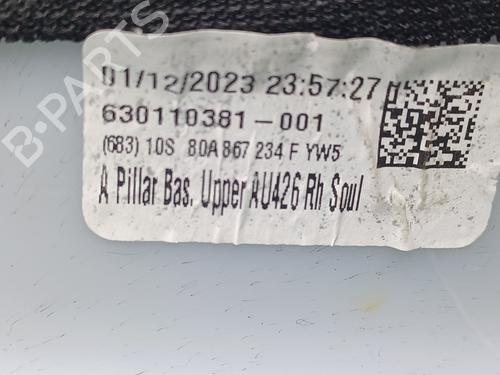 01/12/2023 23:57:27
630110381-001
(683) 10S 80A 867 234 F YW5
A Pillar Bas. Upper AU426 Rh Soul
B-PARTS